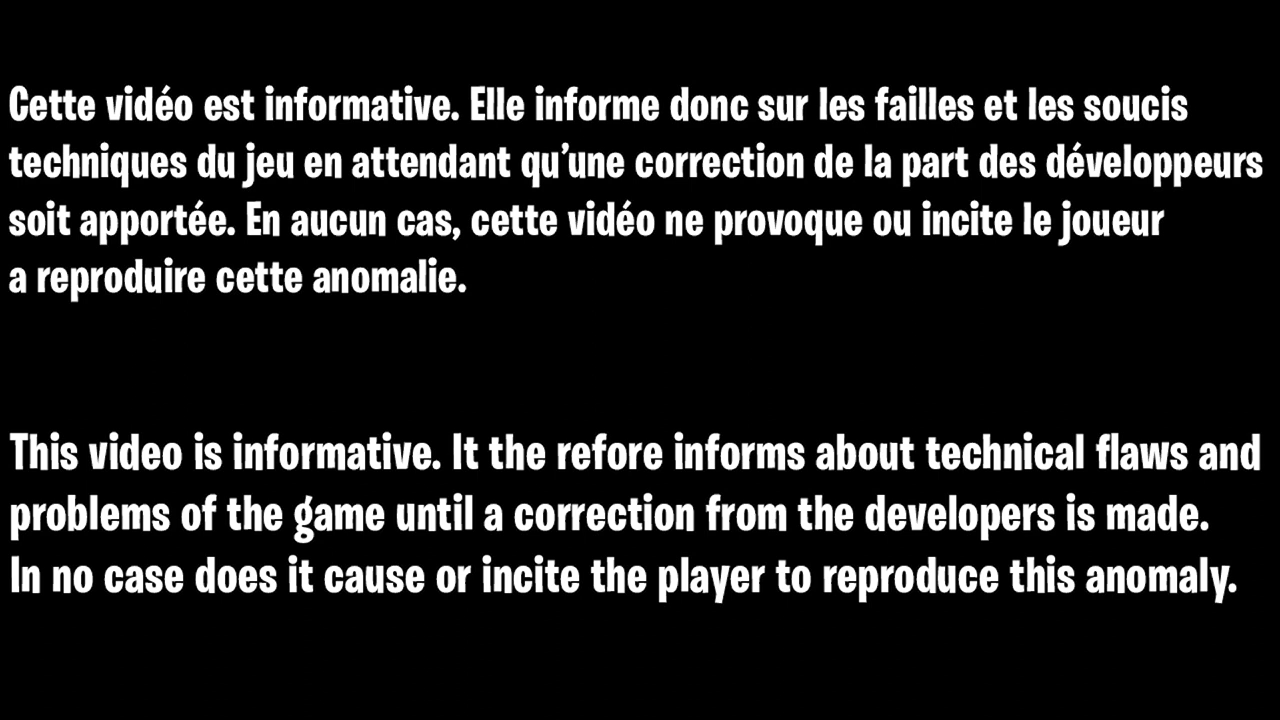 Cette vidéo est informative. Elle informe donc sur les failles et les soucis
techniques du jeu en attendant qu'une correction de la part des développeurs
soit apportée. En aucun cas, cette vidéo ne provoque ou incite le joueur
a reproduire cette anomalie.
This video is informative. It the refore informs about technical flaws and
problems of the game until a correction from the developers is made.
In no case does it cause or incite the player to reproduce this anomaly.